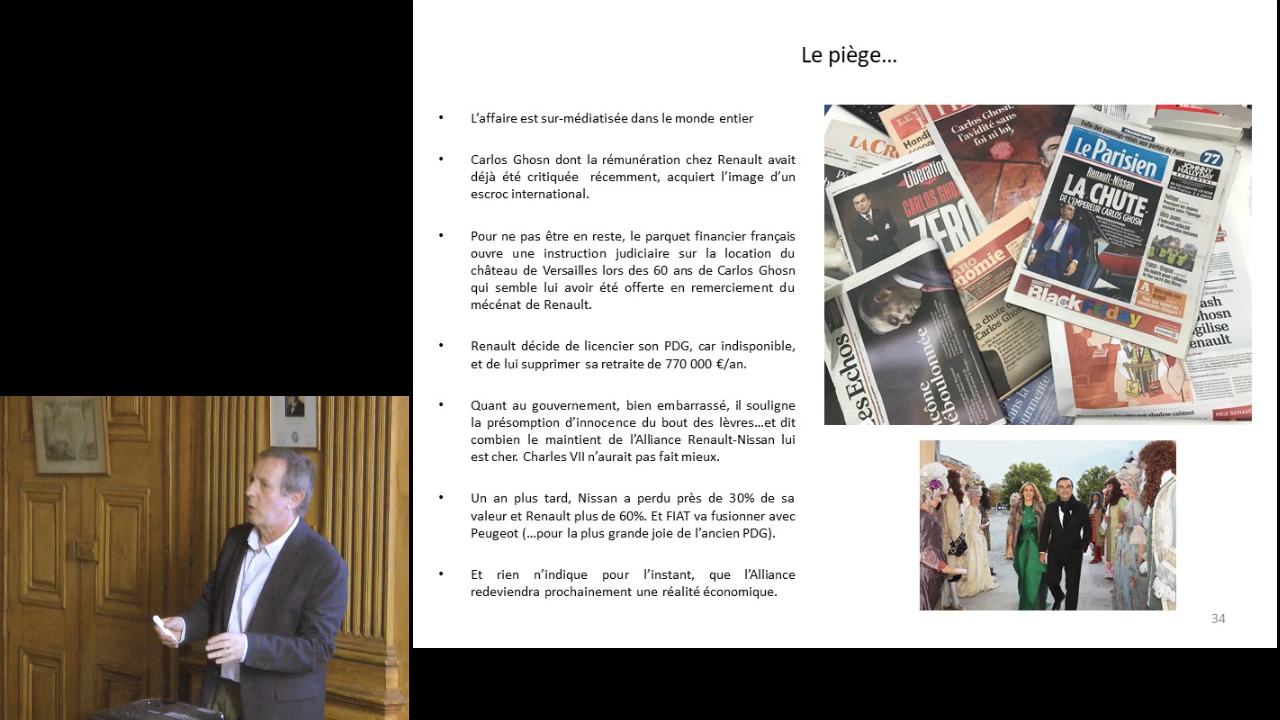 Le piège...
• L'affaire est sur-médiatisée dans le monde entier
• Carlos Ghosn dont la rémunération chez Renault avait
déjà été critiquée récemment, acquiert l'image d'un
escroc international.
• Pour ne pas être en reste, le parquet financier français
ouvre une instruction judiciaire sur la location du
château de Versailles lors des 60 ans de Carlos Ghosn
qui semble lui avoir été offerte en remerciement du
mécénat de Renault.
• Renault décide de licencier son PDG, car indisponible,
et de lui supprimer sa retraite de 770 000 €/an.
• Quant au gouvernement, bien embarrassé, il souligne
la présomption d'innocence du bout des lèvres...et dit
combien le maintient de l'Alliance Renault-Nissan lui
est cher. Charles VII n'aurait pas fait mieux.
• Un an plus tard, Nissan a perdu près de 30% de sa
valeur et Renault plus de 60%. Et FIAT va fusionner avec
Peugeot (...pour la plus grande joie de l'ancien PDG).
• Et rien n'indique pour l'instant, que l'Alliance
redeviendra prochainement une réalité économique.
Carlos Ghosn,
l'avidité sans
foi ni loi
Libération
CARLOS GHOSN
ZERO
Le Parisien
77
Renault-Nissan
LA CHUTE
DE L'EMPEREUR CARLOS GHOSN
Black Friday
Les Echos
icône
déboulonnée
La chute
Carlos Ghosn
34